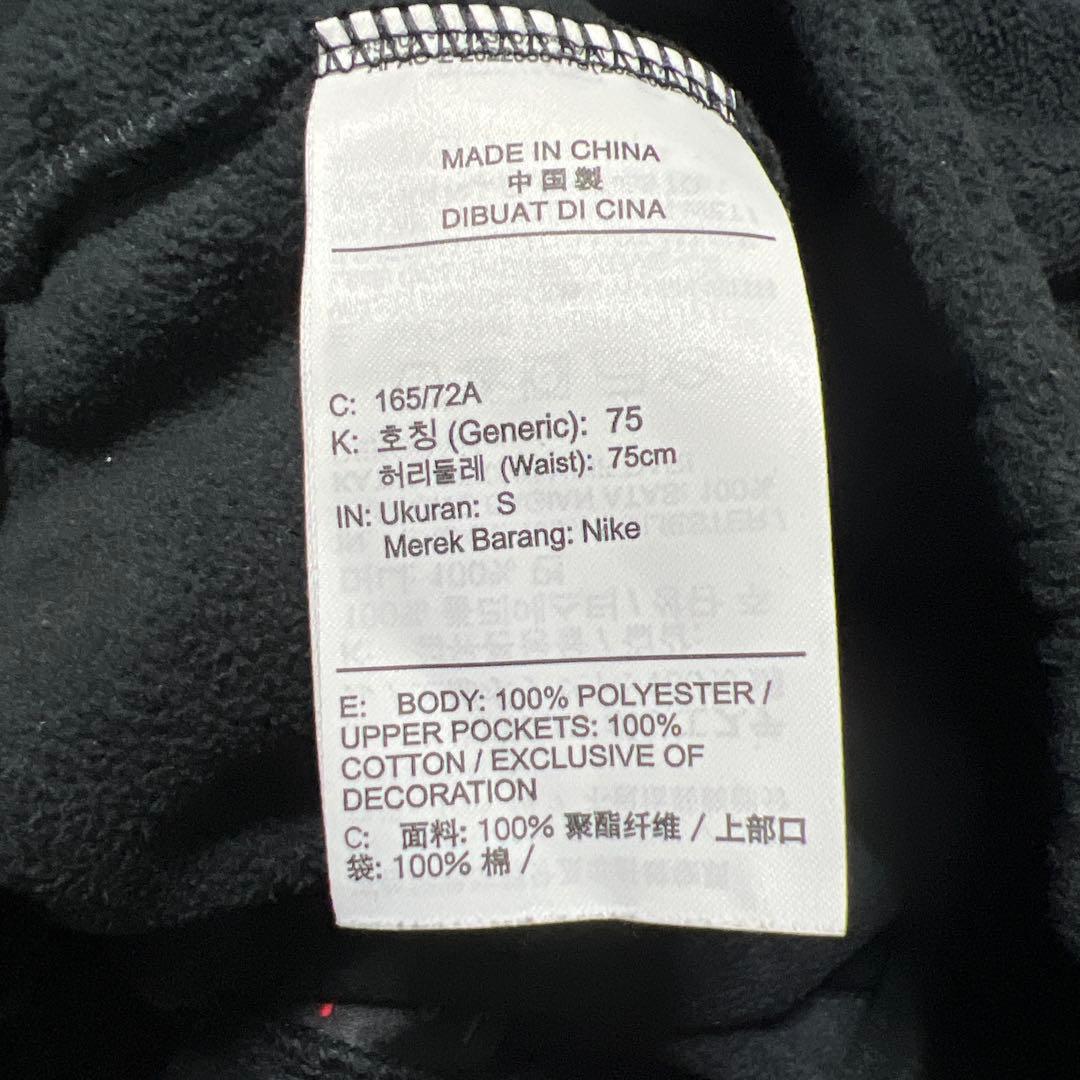 MADE IN CHINA
中国製
DIBUAT DI CINA
C: 165/72A
K: 호칭 (Generic): 75
허리둘레 (Waist): 75cm
IN: Ukuran: S
Merek Barang: Nike
E: BODY: 100% POLYESTER /
UPPER POCKETS: 100%
COTTON / EXCLUSIVE OF
DECORATION
C: 面料: 100% 聚酯纤维 / 上部口
袋: 100% 棉 /